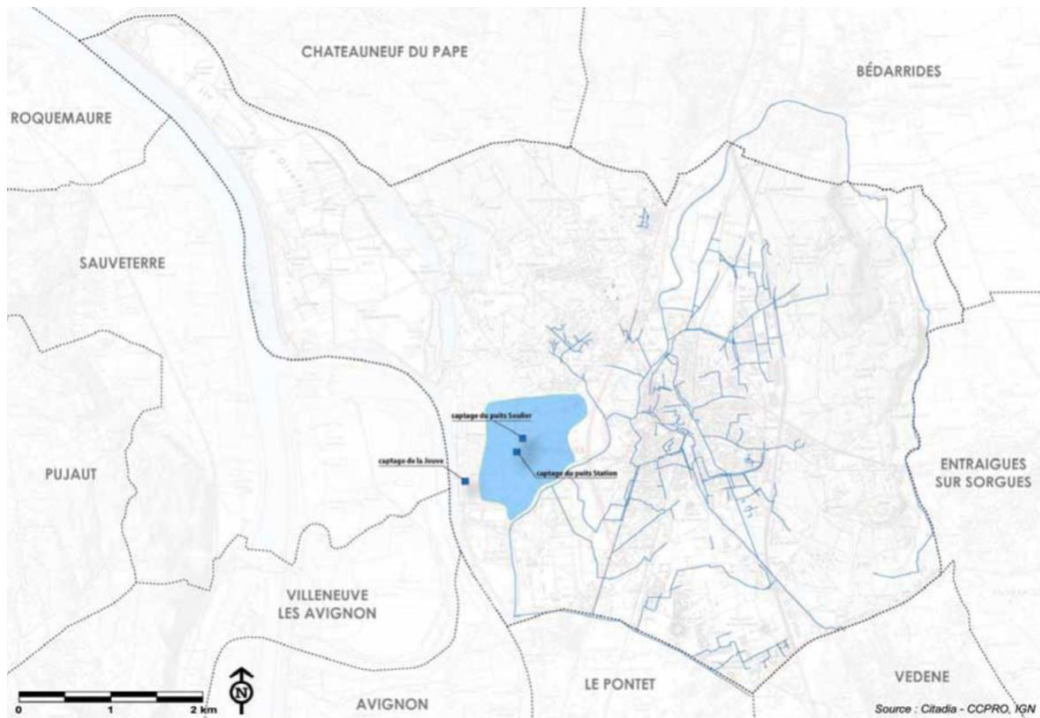 CHATEAUNEUF DU PAPE
BÉDARRIDES
ROQUEMAURE
SAUVETERRE
captage du puits Soulier
captage de la Jouve
captage du puits Station
PUJAUT
ENTRAIGUES
SUR SORGUES
VILLENEUVE
LES AVIGNON
LE PONTET
VEDENE
AVIGNON
N
0 1 2 km
Source : Citadia - CCPRO, IGN